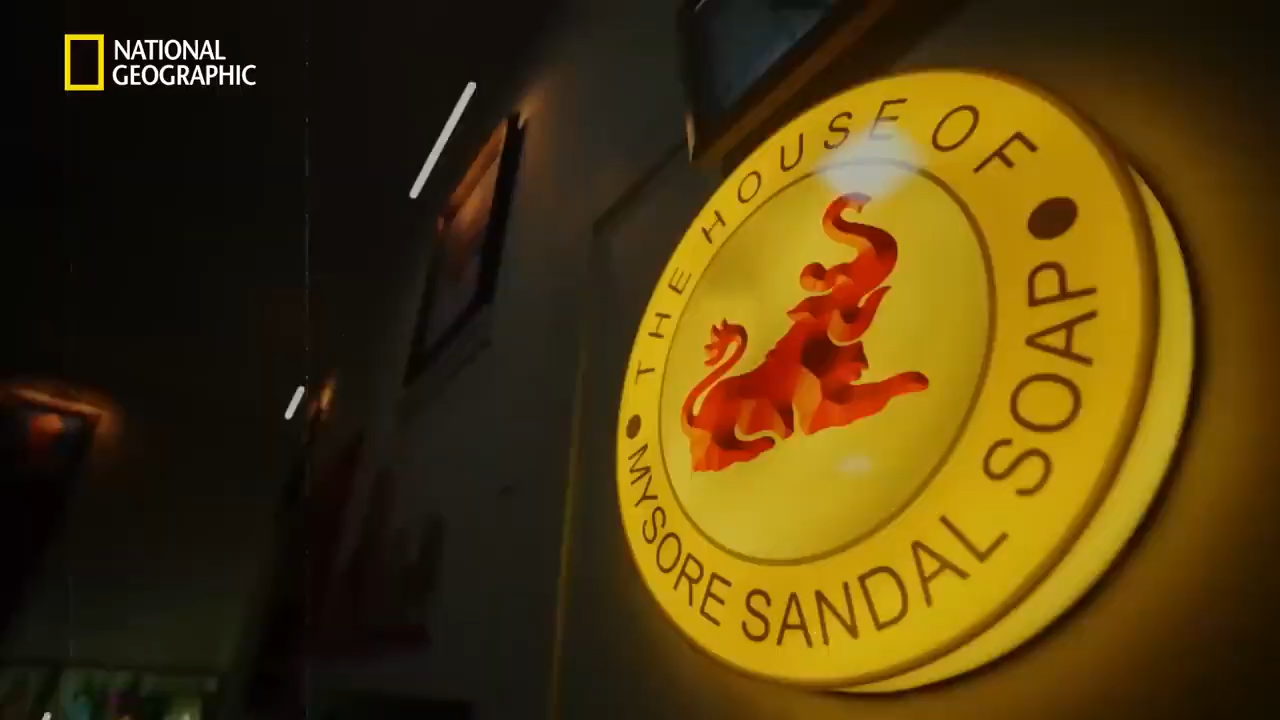 NATIONAL
GEOGRAPHIC
THE HOUSE OF
MYSORE SANDAL SOAP